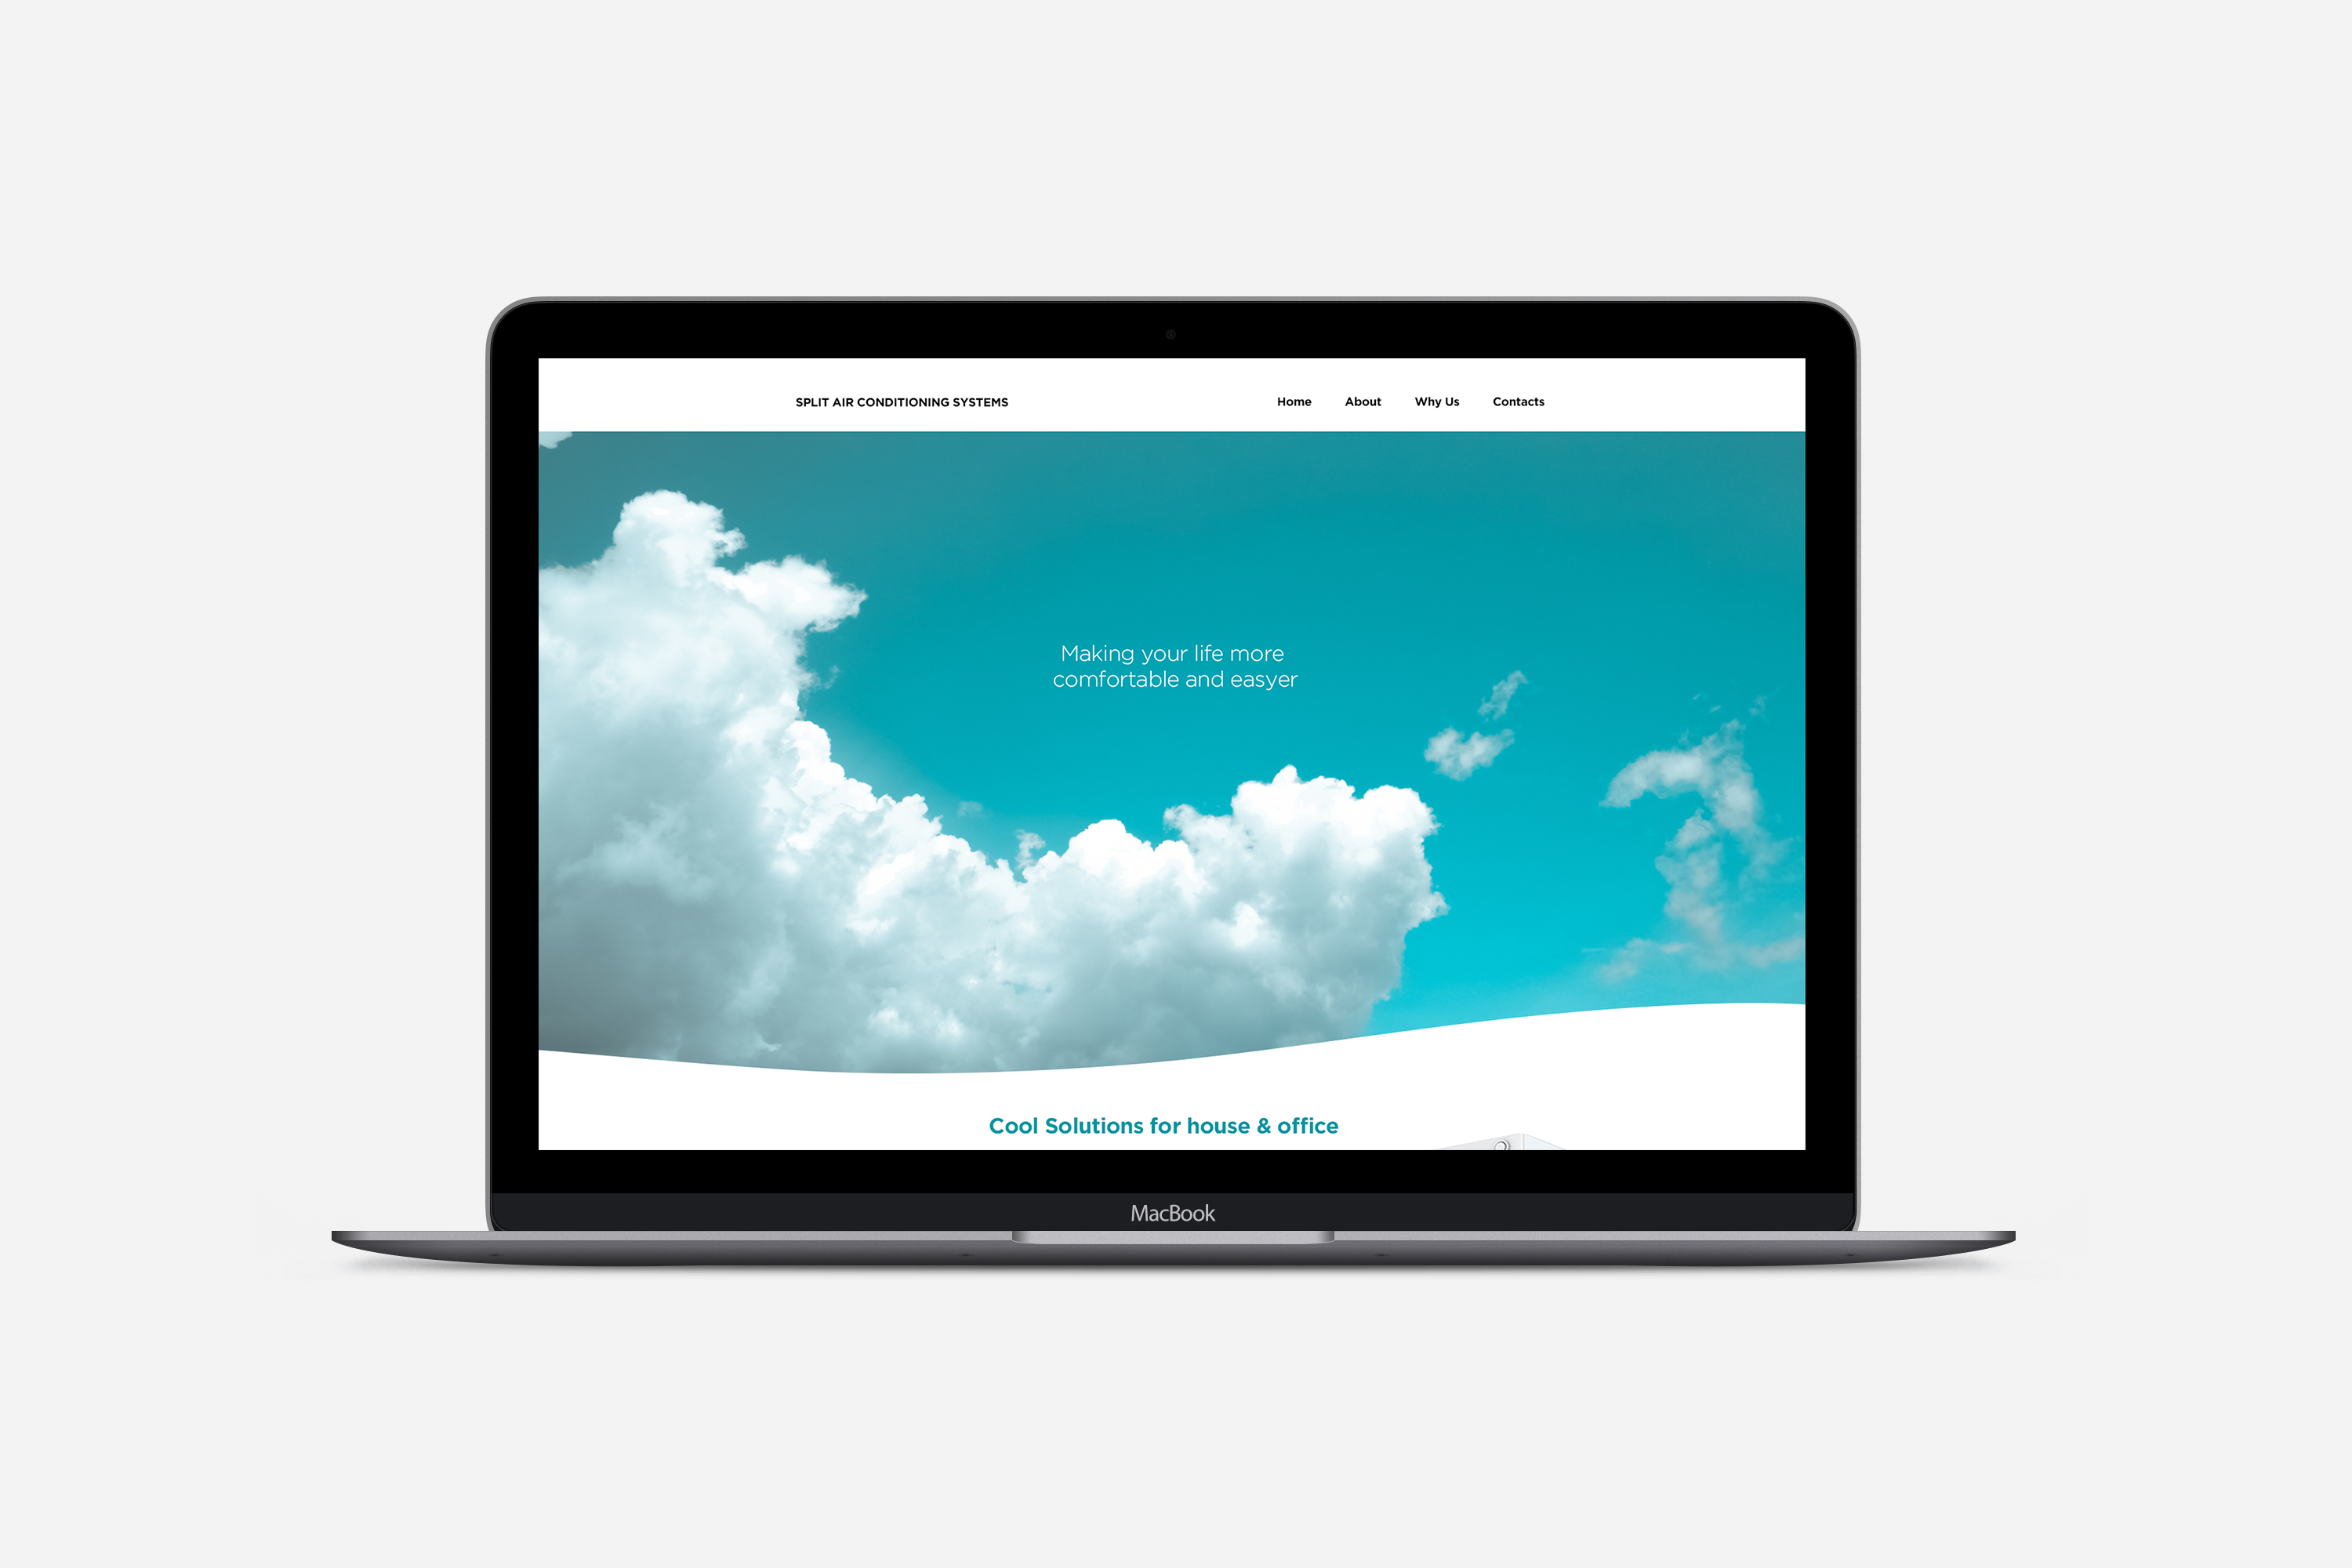 SPLIT AIR CONDITIONING SYSTEMS
Home About Why Us Contacts
Making your life more
comfortable and easyer
Cool Solutions for house & office
MacBook